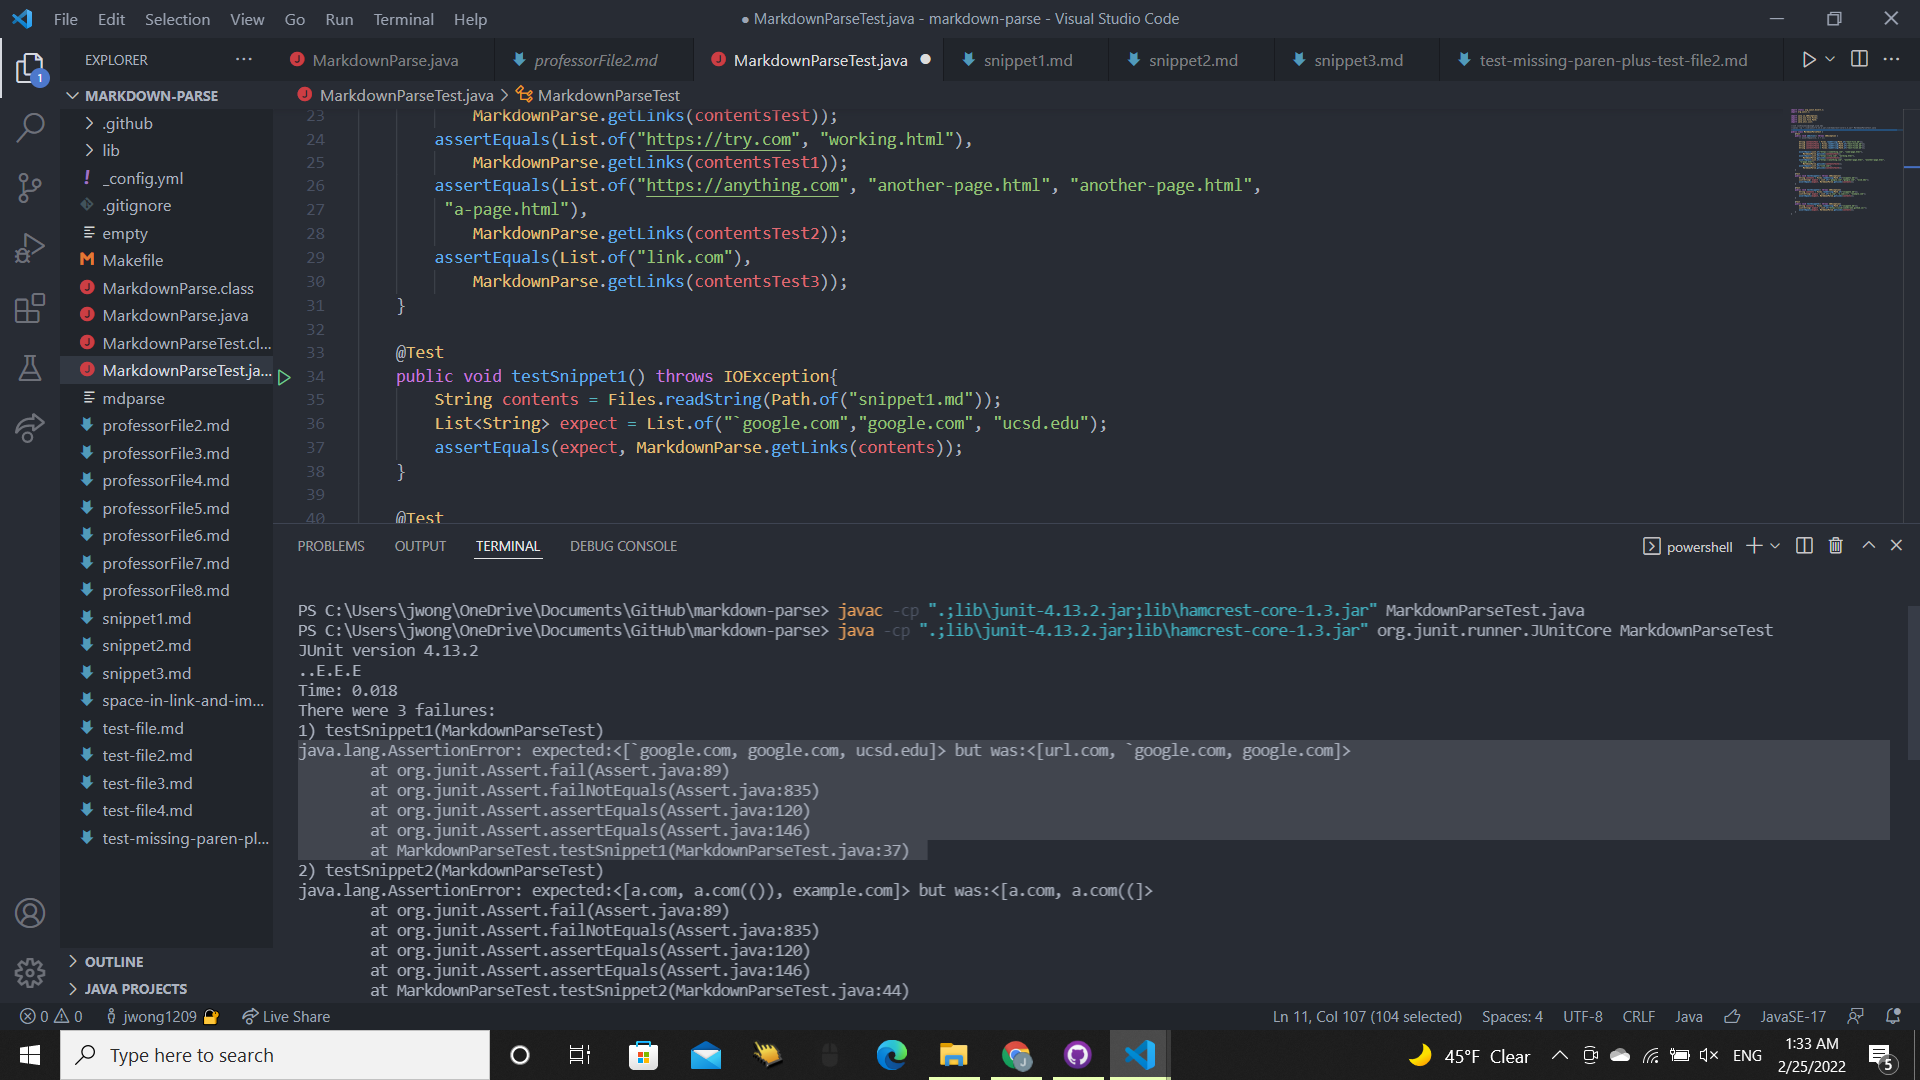 File Edit Selection View Go Run Terminal Help
● MarkdownParseTest.java - markdown-parse - Visual Studio Code
EXPLORER
MarkdownParse.java
professorFile2.md
MarkdownParseTest.java
snippet1.md
snippet2.md
snippet3.md
test-missing-paren-plus-test-file2.md
1
MARKDOWN-PARSE
.github
lib
_config.yml
.gitignore
empty
Makefile
MarkdownParse.class
MarkdownParse.java
MarkdownParseTest.cl...
MarkdownParseTest.ja...
mdparse
professorFile2.md
professorFile3.md
professorFile4.md
professorFile5.md
professorFile6.md
professorFile7.md
professorFile8.md
snippet1.md
snippet2.md
snippet3.md
space-in-link-and-im...
test-file.md
test-file2.md
test-file3.md
test-file4.md
test-missing-paren-pl...
OUTLINE
JAVA PROJECTS
MarkdownParseTest.java > MarkdownParseTest
23 MarkdownParse.getLinks(contentsTest));
24 assertEquals(List.of("https://try.com", "working.html"),
25 MarkdownParse.getLinks(contentsTest1));
26 assertEquals(List.of("https://anything.com", "another-page.html", "another-page.html",
27 "a-page.html"),
28 MarkdownParse.getLinks(contentsTest2));
29 assertEquals(List.of("link.com"),
30 MarkdownParse.getLinks(contentsTest3));
31 }
32
33 @Test
34 public void testSnippet1() throws IOException{
35 String contents = Files.readString(Path.of("snippet1.md"));
36 List<String> expect = List.of("`google.com","google.com", "ucsd.edu");
37 assertEquals(expect, MarkdownParse.getLinks(contents));
38 }
39
40 @Test
PROBLEMS OUTPUT TERMINAL DEBUG CONSOLE
powershell
PS C:\Users\jwong\OneDrive\Documents\GitHub\markdown-parse> javac -cp ".;lib\junit-4.13.2.jar;lib\hamcrest-core-1.3.jar" MarkdownParseTest.java
PS C:\Users\jwong\OneDrive\Documents\GitHub\markdown-parse> java -cp ".;lib\junit-4.13.2.jar;lib\hamcrest-core-1.3.jar" org.junit.runner.JUnitCore MarkdownParseTest
JUnit version 4.13.2
..E.E.E
Time: 0.018
There were 3 failures:
1) testSnippet1(MarkdownParseTest)
java.lang.AssertionError: expected:<[`google.com, google.com, ucsd.edu]> but was:<[url.com, `google.com, google.com]>
at org.junit.Assert.fail(Assert.java:89)
at org.junit.Assert.failNotEquals(Assert.java:835)
at org.junit.Assert.assertEquals(Assert.java:120)
at org.junit.Assert.assertEquals(Assert.java:146)
at MarkdownParseTest.testSnippet1(MarkdownParseTest.java:37)
2) testSnippet2(MarkdownParseTest)
java.lang.AssertionError: expected:<[a.com, a.com(()), example.com]> but was:<[a.com, a.com((]>
at org.junit.Assert.fail(Assert.java:89)
at org.junit.Assert.failNotEquals(Assert.java:835)
at org.junit.Assert.assertEquals(Assert.java:120)
at org.junit.Assert.assertEquals(Assert.java:146)
at MarkdownParseTest.testSnippet2(MarkdownParseTest.java:44)
0 0 jwong1209 Live Share
Ln 11, Col 107 (104 selected) Spaces: 4 UTF-8 CRLF Java JavaSE-17
Type here to search
45°F Clear
ENG
1:33 AM
2/25/2022
5